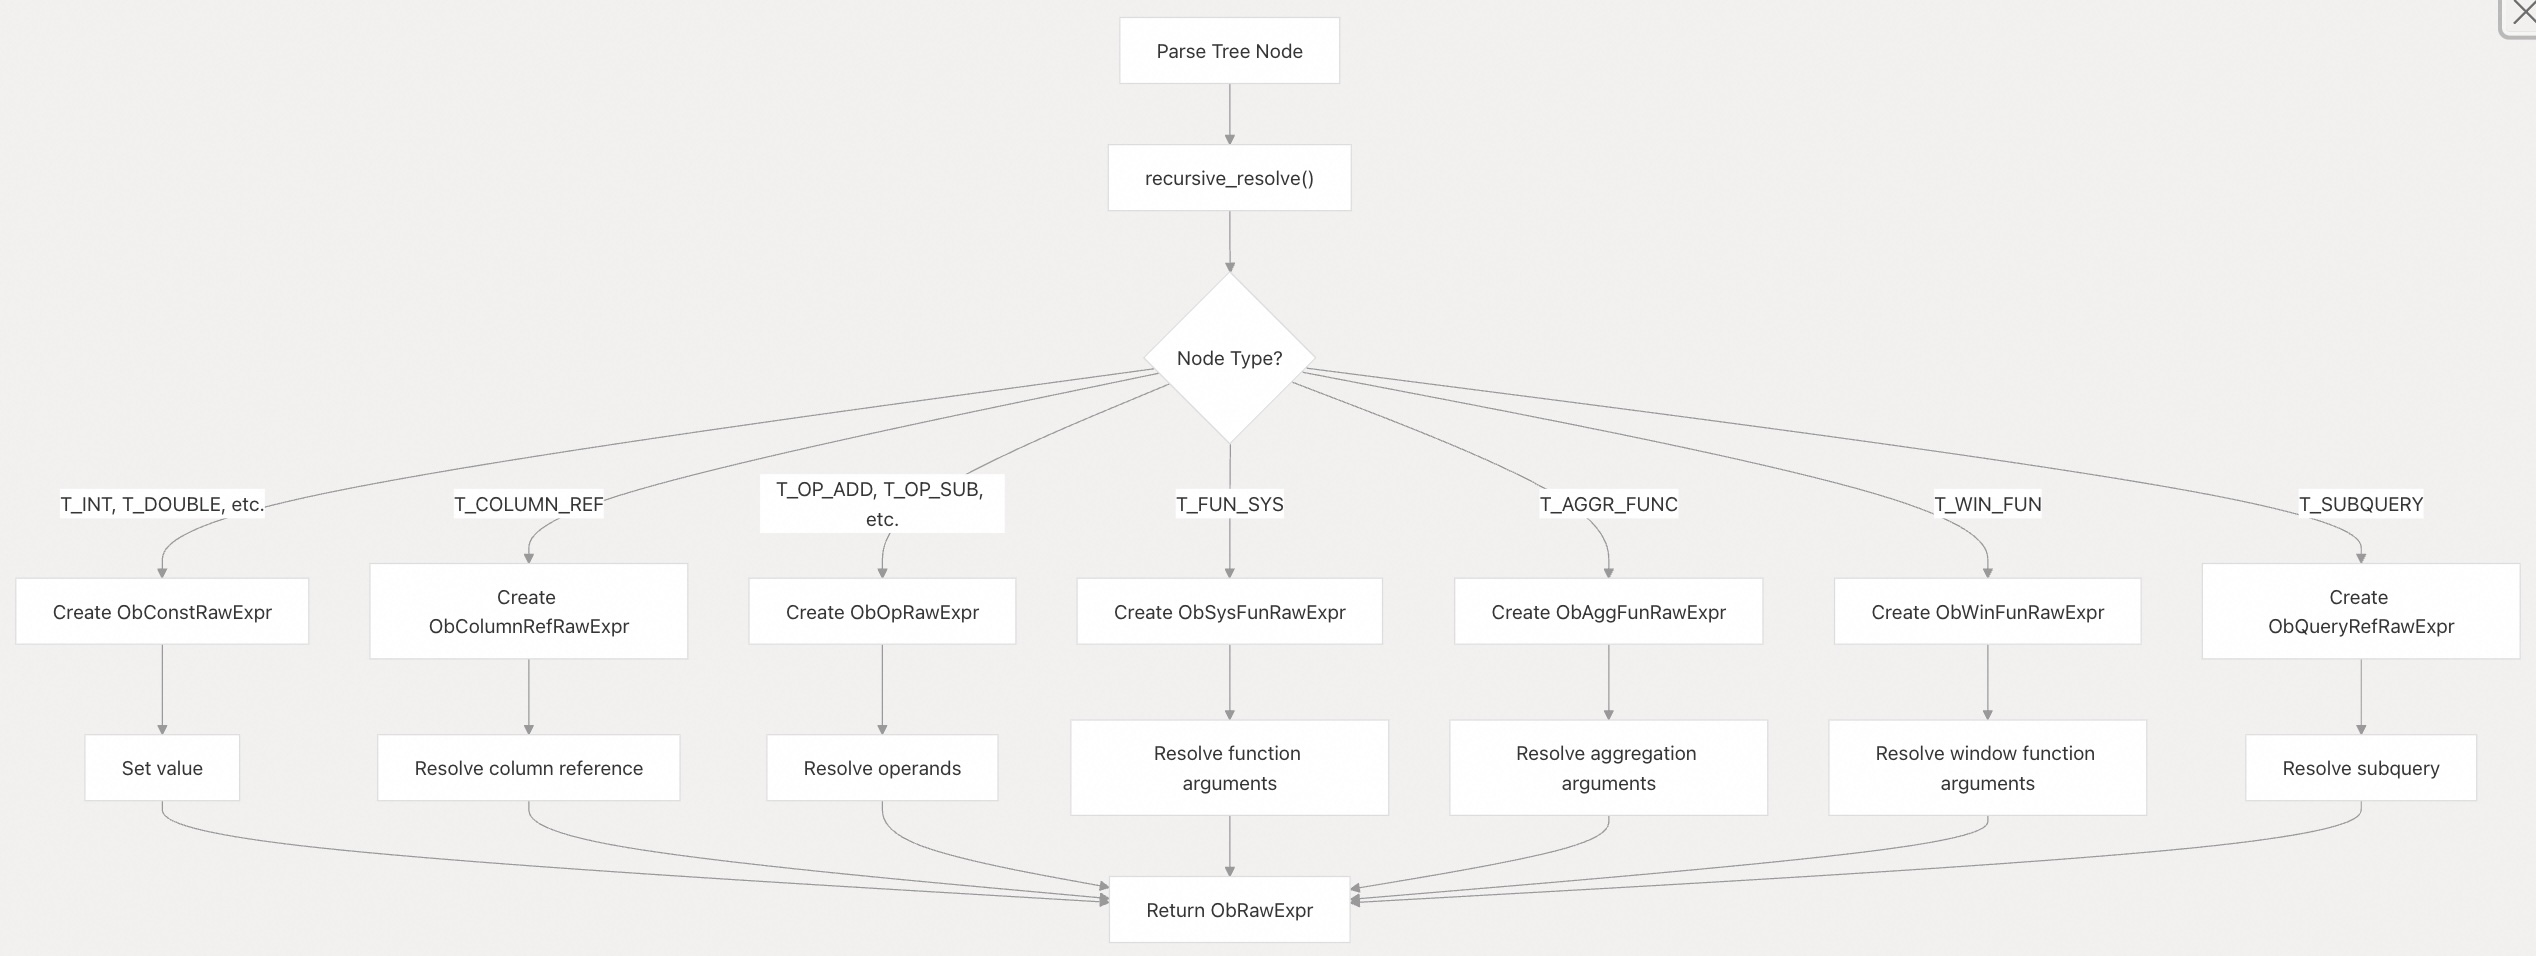 Parse Tree Node
recursive_resolve()
Node Type?
T_INT, T_DOUBLE, etc.
T_COLUMN_REF
T_OP_ADD, T_OP_SUB,
etc.
T_FUN_SYS
T_AGGR_FUNC
T_WIN_FUN
T_SUBQUERY
Create ObConstRawExpr
Create
ObColumnRefRawExpr
Create ObOpRawExpr
Create ObSysFunRawExpr
Create ObAggFunRawExpr
Create ObWinFunRawExpr
Create
ObQueryRefRawExpr
Set value
Resolve column reference
Resolve operands
Resolve function
arguments
Resolve aggregation
arguments
Resolve window function
arguments
Resolve subquery
Return ObRawExpr